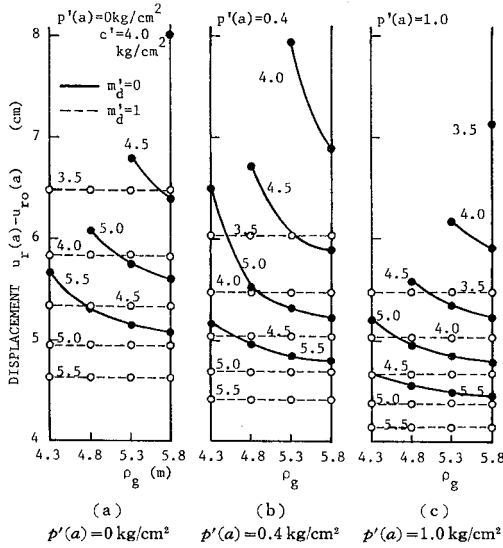 p'(a)=0kg/cm²
c'=4.0
kg/cm²
m'd=0
m'd=1
DISPLACEMENT ur(a)-uro(a) (cm)
8
7
6
5
4
4.5
3.5
5.0
4.0
5.5
4.5
5.0
5.5
4.3 4.8 5.3 5.8
ρg (m)
(a)
p'(a)=0 kg/cm²
p'(a)=0.4
4.0
4.5
3.5
5.0
4.0
4.5
5.5
5.0
5.5
4.3 4.8 5.3 5.8
ρg
(b)
p'(a)=0.4 kg/cm²
p'(a)=1.0
3.5
4.0
4.5
3.5
5.0
4.0
4.5
5.5
5.0
5.5
4.3 4.8 5.3 5.8
ρg
(c)
p'(a)=1.0 kg/cm²